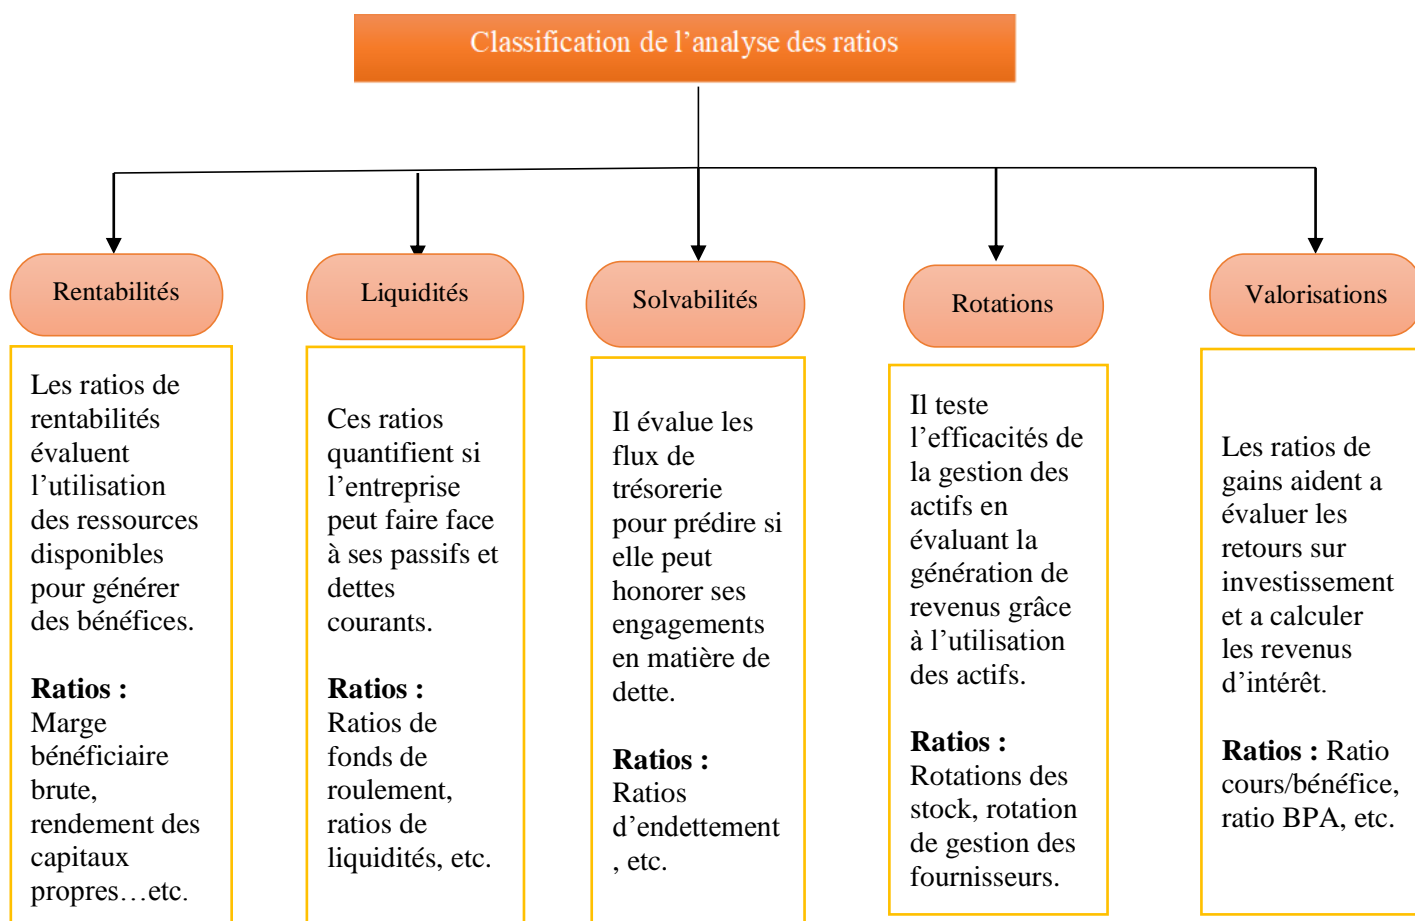 Classification de l’analyse des ratios
Rentabilités
Liquidités
Solvabilités
Rotations
Valorisations
Les ratios de
rentabilités
évaluent
l’utilisation
des ressources
disponibles
pour générer
des bénéfices.
Ratios :
Marge
bénéficiaire
brute,
rendement des
capitaux
propres…etc.
Ces ratios
quantifient si
l’entreprise
peut faire face
à ses passifs et
dettes
courants.
Ratios :
Ratios de
fonds de
roulement,
ratios de
liquidités, etc.
Il évalue les
flux de
trésorerie
pour prédire si
elle peut
honorer ses
engagements
en matière de
dette.
Ratios :
Ratios
d’endettement
, etc.
Il teste
l’efficacités de
la gestion des
actifs en
évaluant la
génération de
revenus grâce
à l’utilisation
des actifs.
Ratios :
Rotations des
stock, rotation
de gestion des
fournisseurs.
Les ratios de
gains aident a
évaluer les
retours sur
investissement
et a calculer
les revenus
d’intérêt.
Ratios : Ratio
cours/bénéfice,
ratio BPA, etc.